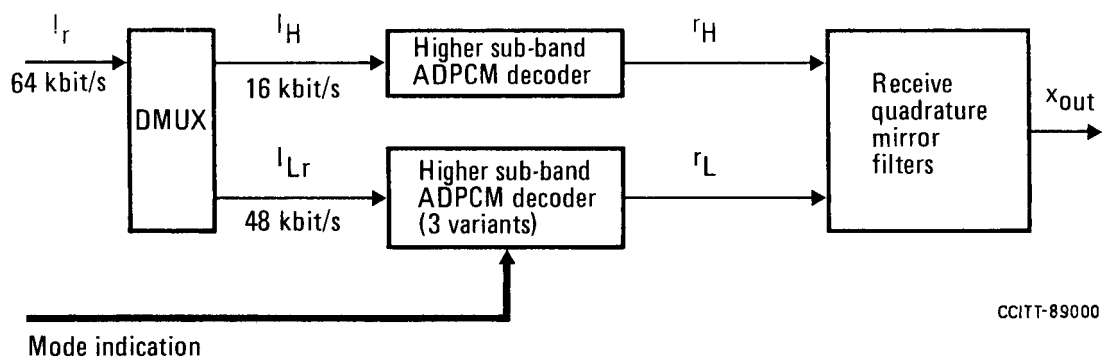 I_r
64 kbit/s
DMUX
I_H
16 kbit/s
Higher sub-band
ADPCM decoder
r_H
I_Lr
48 kbit/s
Higher sub-band
ADPCM decoder
(3 variants)
r_L
Receive
quadrature
mirror
filters
x_out
CCITT-89000
Mode indication